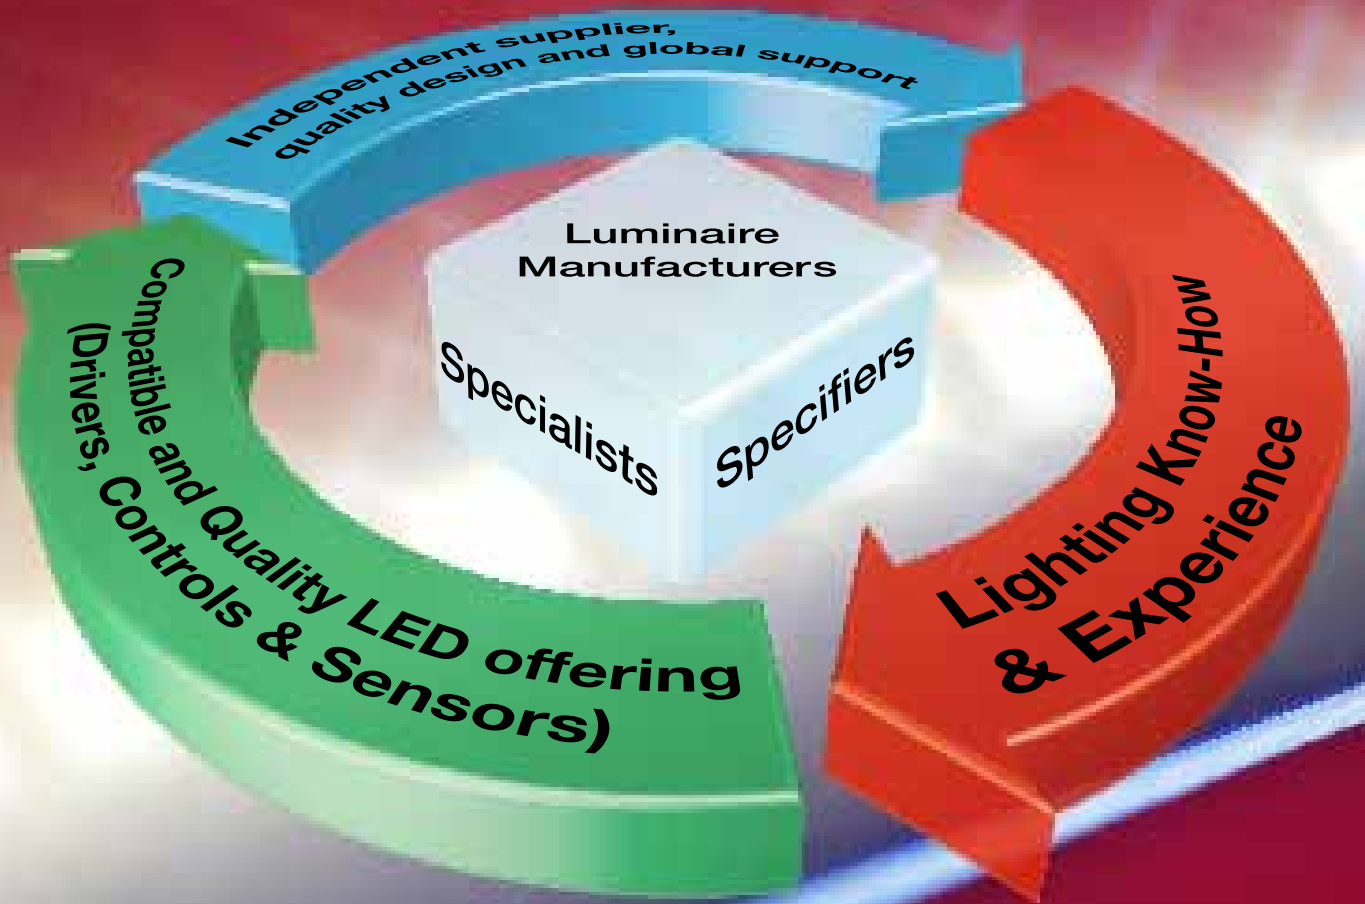 Independent supplier,
quality design and global support
Luminaire
Manufacturers
Specialists
Specifiers
Lighting Know-How
& Experience
Compatible and Quality LED offering
(Drivers, Controls & Sensors)